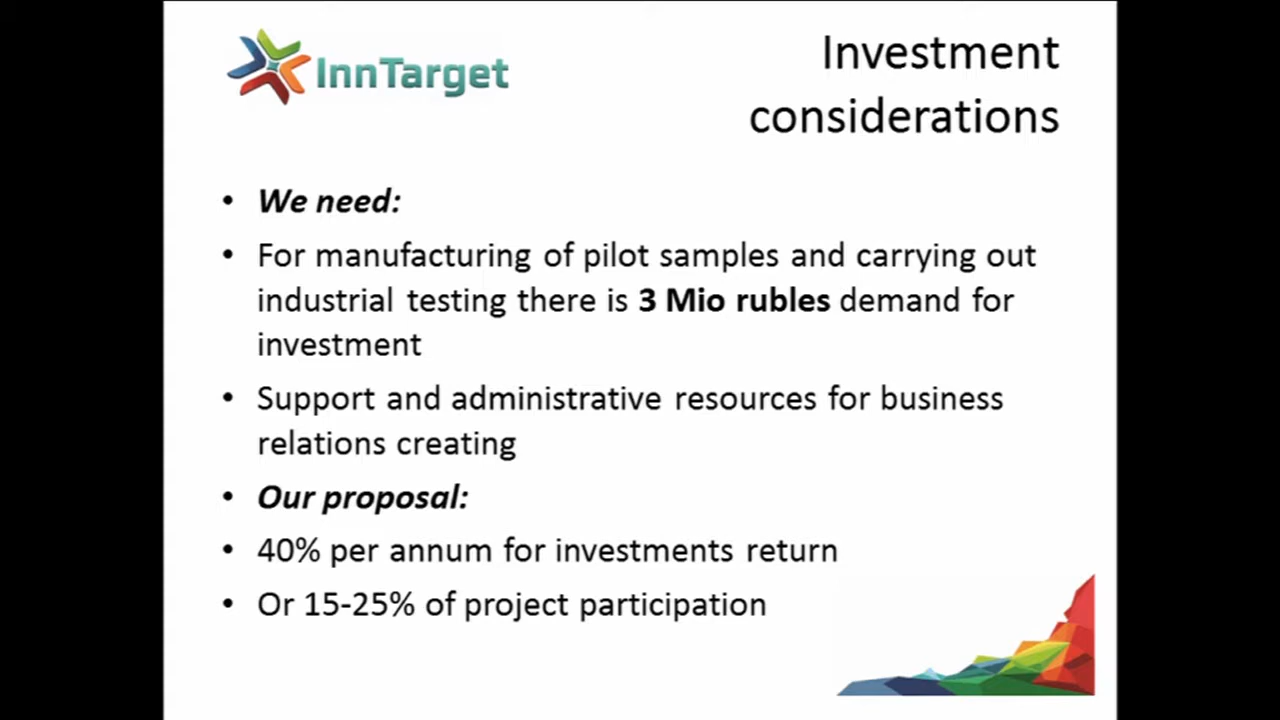 InnTarget
Investment
considerations
• We need:
• For manufacturing of pilot samples and carrying out
industrial testing there is 3 Mio rubles demand for
investment
• Support and administrative resources for business
relations creating
• Our proposal:
• 40% per annum for investments return
• Or 15-25% of project participation